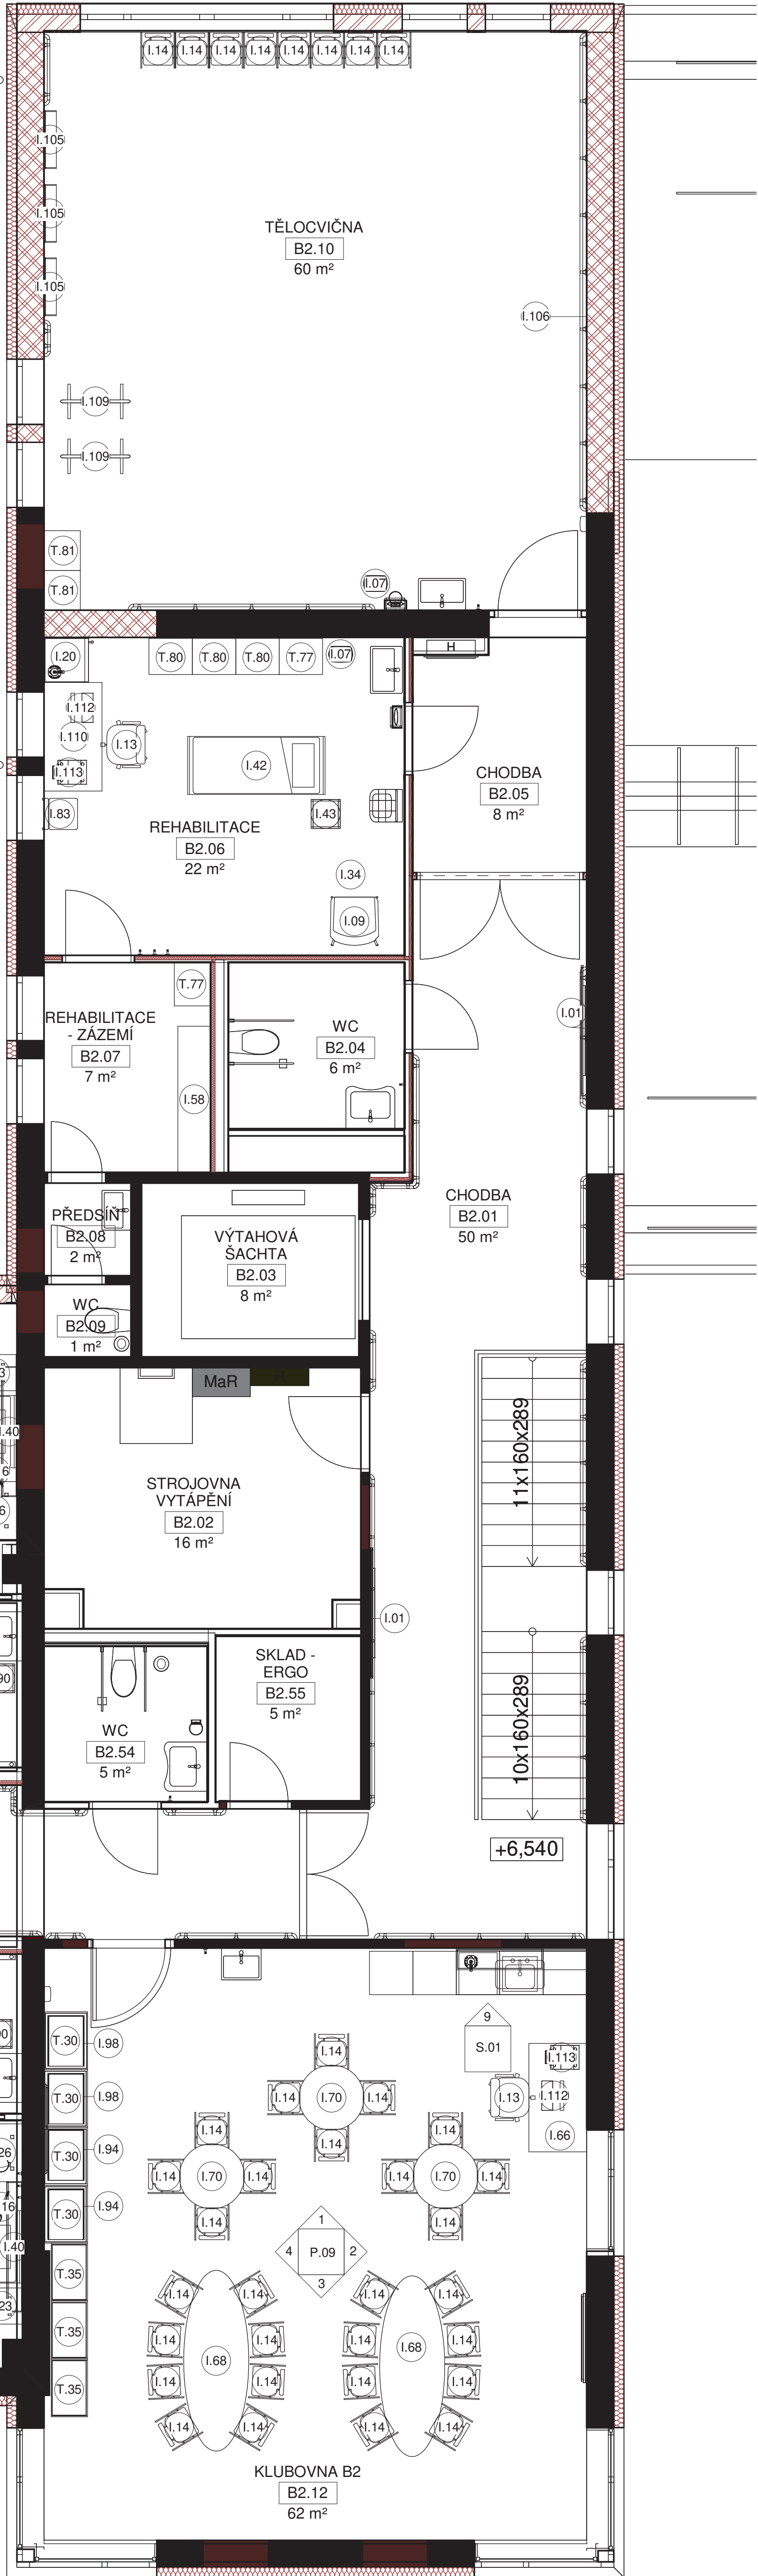 I.14 I.14 I.14 I.14 I.14 I.14 I.14 I.14
I.105
I.105
I.105
TĚLOCVIČNA
B2.10
60 m²
I.106
I.109
I.109
T.81
T.81
I.07
I.20
T.80 T.80 T.80 T.77 I.07
H
I.112
I.110
I.113
I.13
I.42
I.83
I.43
REHABILITACE
B2.06
22 m²
I.34
I.09
CHODBA
B2.05
8 m²
T.77
REHABILITACE
- ZÁZEMÍ
B2.07
7 m²
I.58
WC
B2.04
6 m²
I.01
CHODBA
B2.01
50 m²
PŘEDSÍŇ
B2.08
2 m²
VÝTAHOVÁ
ŠACHTA
B2.03
8 m²
WC
B2.09
1 m²
MaR
11x160x289
I.40
STROJOVNA
VYTÁPĚNÍ
B2.02
16 m²
I.01
SKLAD -
ERGO
B2.55
5 m²
WC
B2.54
5 m²
10x160x289
+6,540
9
S.01
T.30 I.98
T.30 I.98
T.30 I.94
T.30 I.94
T.35
T.35
T.35
I.14
I.14 I.70 I.14
I.14
I.113
I.13 I.112
I.66
I.14
I.14 I.70 I.14
I.14
I.14
I.14 I.70 I.14
I.14
1
4 P.09 2
3
26
16
I.40
23
I.14 I.14 I.14 I.14
I.14 I.14 I.14 I.14
I.68 I.68
I.14 I.14 I.14 I.14
I.14 I.14 I.14 I.14
KLUBOVNA B2
B2.12
62 m²